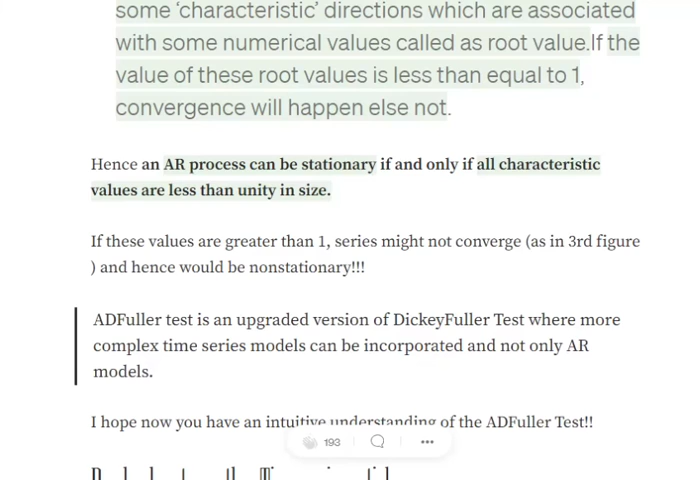 some ‘characteristic’ directions which are associated
with some numerical values called as root value.If the
value of these root values is less than equal to 1,
convergence will happen else not.
Hence an AR process can be stationary if and only if all characteristic
values are less than unity in size.
If these values are greater than 1, series might not converge (as in 3rd figure
) and hence would be nonstationary!!!
ADFuller test is an upgraded version of DickeyFuller Test where more
complex time series models can be incorporated and not only AR
models.
I hope now you have an intuitive understanding of the ADFuller Test!!
193